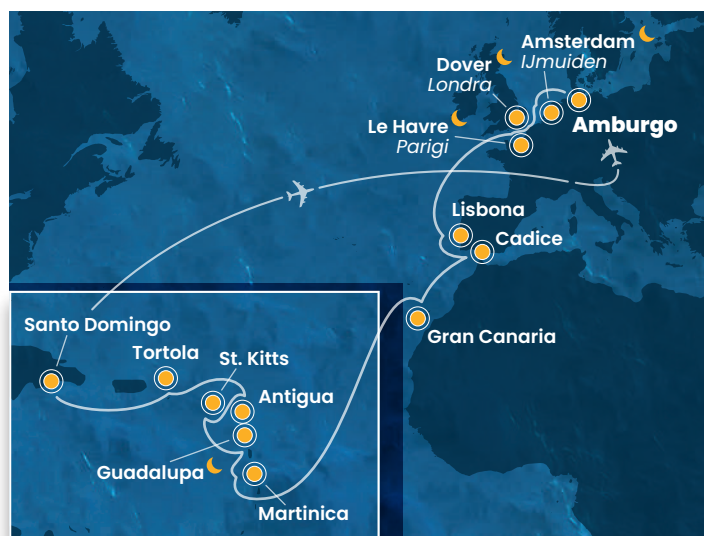 Amsterdam
IJmuiden
Dover
Londra
Amburgo
Le Havre
Parigi
Lisbona
Cadice
Gran Canaria
Santo Domingo
Tortola
St. Kitts
Antigua
Guadalupa
Martinica